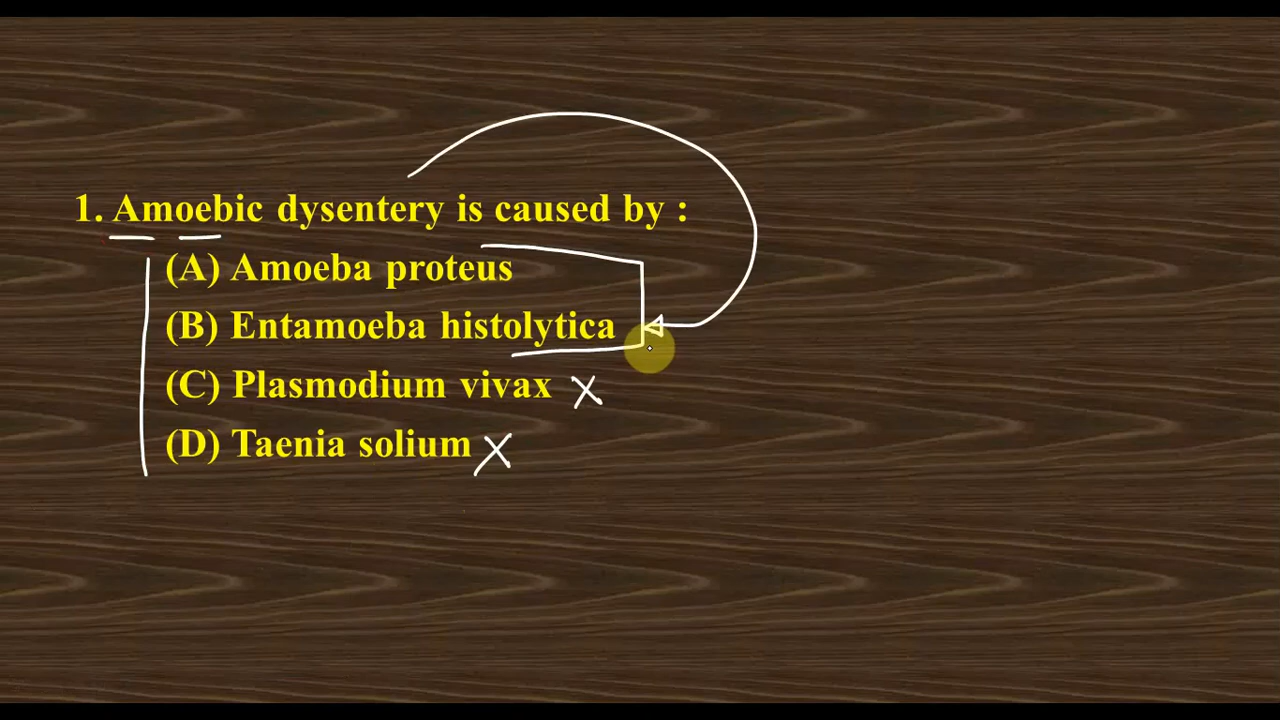 1. Amoebic dysentery is caused by :
(A) Amoeba proteus
(B) Entamoeba histolytica
(C) Plasmodium vivax
(D) Taenia solium